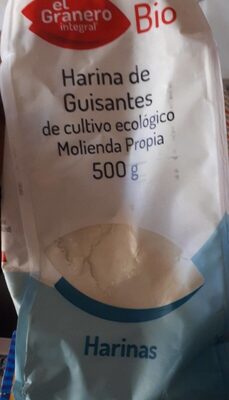 el
Granero
integral
Bio
Harina de
Guisantes
de cultivo ecológico
Molienda Propia
500 g
Harinas